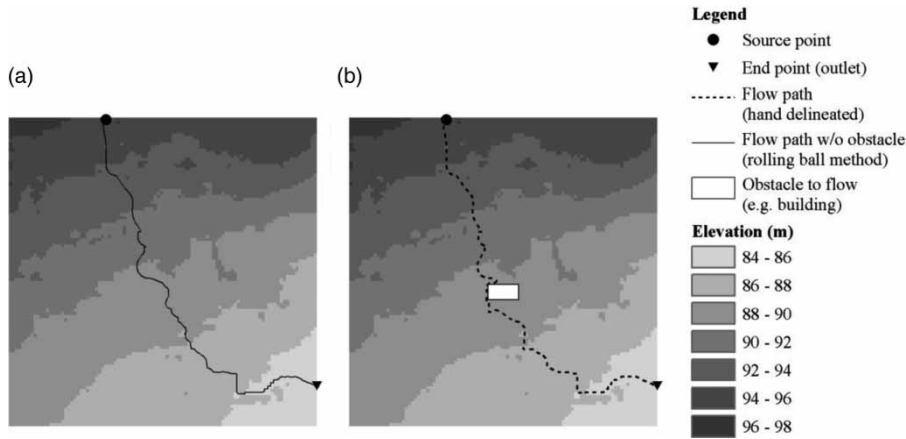 (a)
(b)
Legend
Source point
End point (outlet)
Flow path
(hand delineated)
Flow path w/o obstacle
(rolling ball method)
Obstacle to flow
(e.g. building)
Elevation (m)
84 - 86
86 - 88
88 - 90
90 - 92
92 - 94
94 - 96
96 - 98